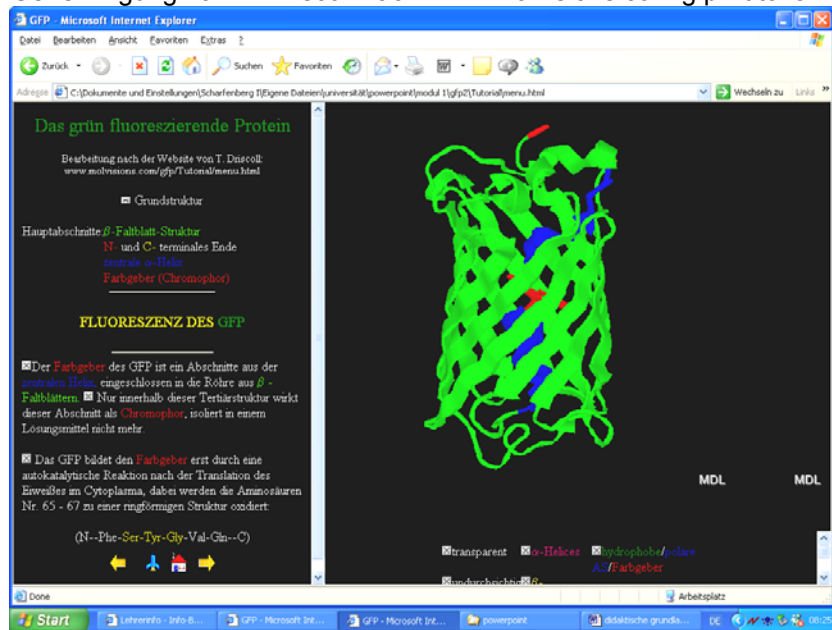 GFP - Microsoft Internet Explorer
Datei Bearbeiten Ansicht Favoriten Extras ?
Zurück Suchen Favoriten
Adresse C:\Dokumente und Einstellungen\Scharfenberg I\Eigene Dateien\universität\powerpoint\modul 1\gfp2\Tutorial\menu.html Wechseln zu Links »
Das grün fluoreszierende Protein
Bearbeitung nach der Website von T. Driscoll:
www.molvisions.com/gfp/Tutorial/menu.html
Grundstruktur
Hauptabschnitte: β-Faltblatt-Struktur
N- und C- terminales Ende
zentrale α-Helix
Farbgeber (Chromophor)
FLUORESZENZ DES GFP
Der Farbgeber des GFP ist ein Abschnitte aus der
zentralen Helix, eingeschlossen in die Röhre aus β -
Faltblättern. Nur innerhalb dieser Tertiärstruktur wirkt
dieser Abschnitt als Chromophor, isoliert in einem
Lösungsmittel nicht mehr.
Das GFP bildet den Farbgeber erst durch eine
autokatalytische Reaktion nach der Translation des
Eiweißes im Cytoplasma, dabei werden die Aminosäuren
Nr. 65 - 67 zu einer ringförmigen Struktur oxidiert:
(N--Phe-Ser-Tyr-Gly-Val-Gln--C)
MDL MDL
transparent α-Helices hydrophobe/polare
AS/Farbgeber
undurchsichtig β-
Done Arbeitsplatz
Start Lehrerinfo - Info-B... GFP - Microsoft Int... GFP - Microsoft Int... powerpoint didaktische grundla... DE 08:25